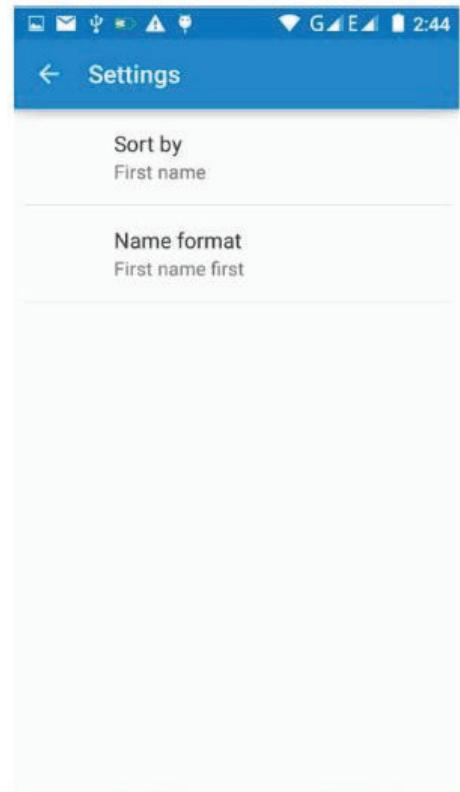 G E 2:44
Settings
Sort by
First name
Name format
First name first